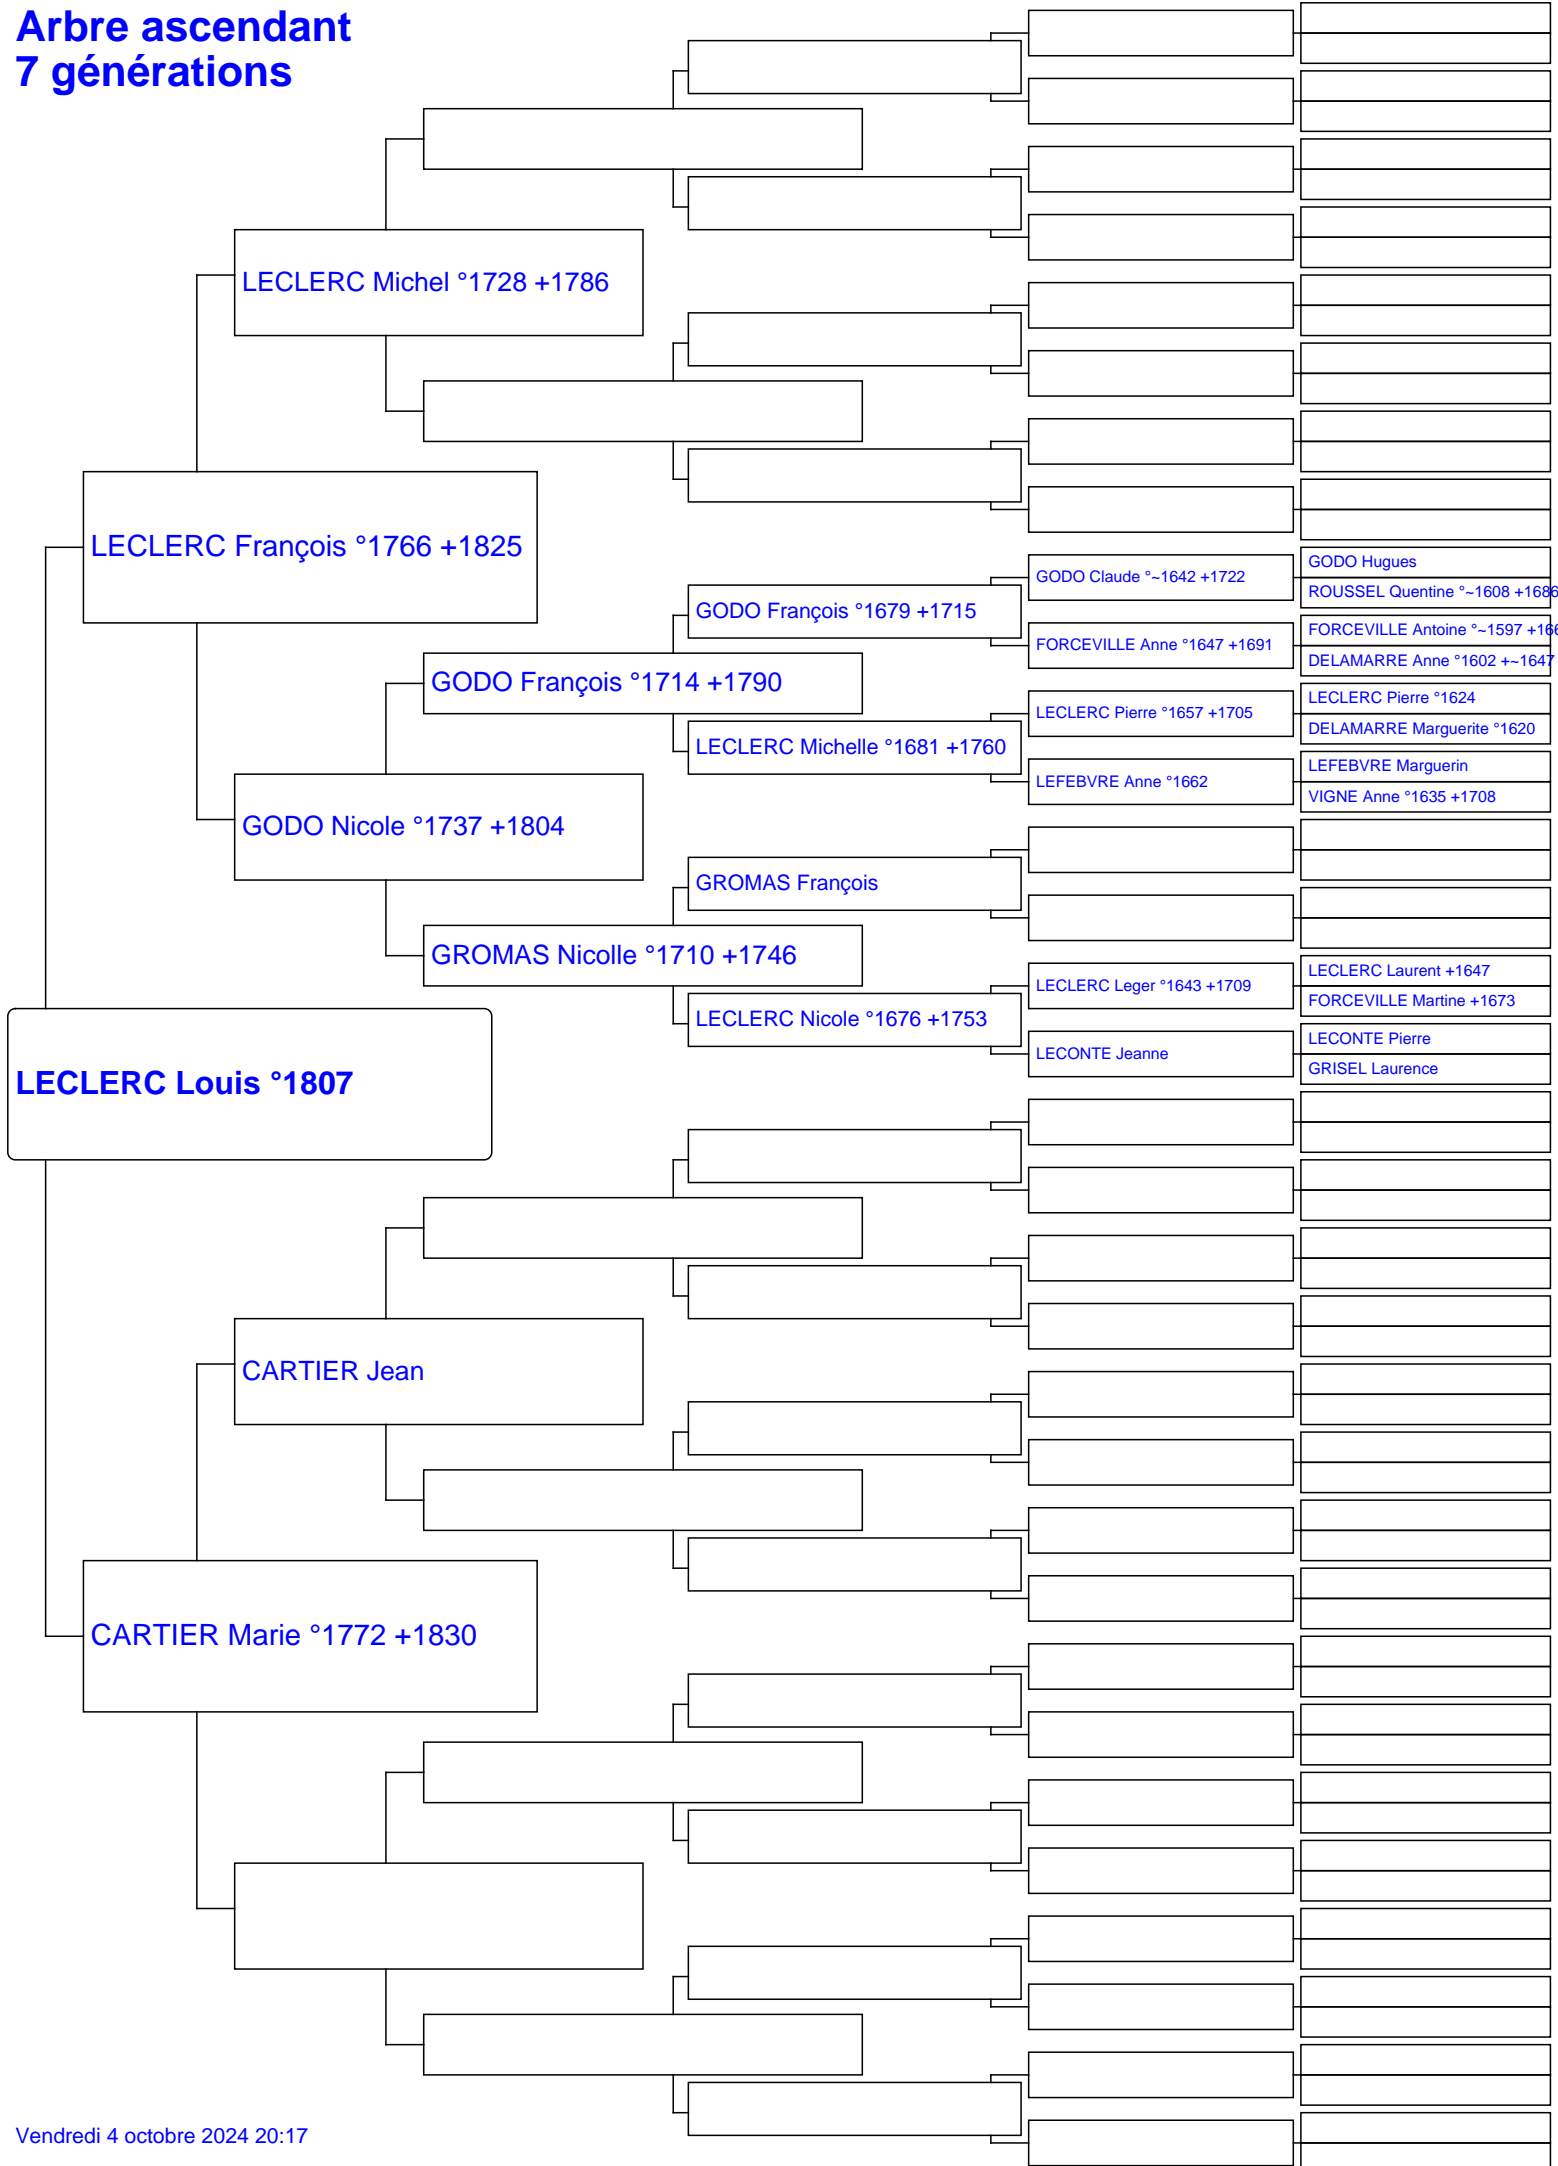 Arbre ascendant
7 générations
LECLERC Michel °1728 +1786
LECLERC François °1766 +1825
GODO Hugues
GODO Claude °~1642 +1722
ROUSSEL Quentine °~1608 +1686
GODO François °1679 +1715
FORCEVILLE Antoine °~1597 +166
FORCEVILLE Anne °1647 +1691
DELAMARRE Anne °1602 +~1647
GODO François °1714 +1790
LECLERC Pierre °1624
LECLERC Pierre °1657 +1705
DELAMARRE Marguerite °1620
LECLERC Michelle °1681 +1760
LEFEBVRE Marguerin
LEFEBVRE Anne °1662
VIGNE Anne °1635 +1708
GODO Nicole °1737 +1804
GROMAS François
GROMAS Nicolle °1710 +1746
LECLERC Laurent +1647
LECLERC Leger °1643 +1709
FORCEVILLE Martine +1673
LECLERC Nicole °1676 +1753
LECONTE Pierre
LECONTE Jeanne
GRISEL Laurence
LECLERC Louis °1807
CARTIER Jean
CARTIER Marie °1772 +1830
Vendredi 4 octobre 2024 20:17